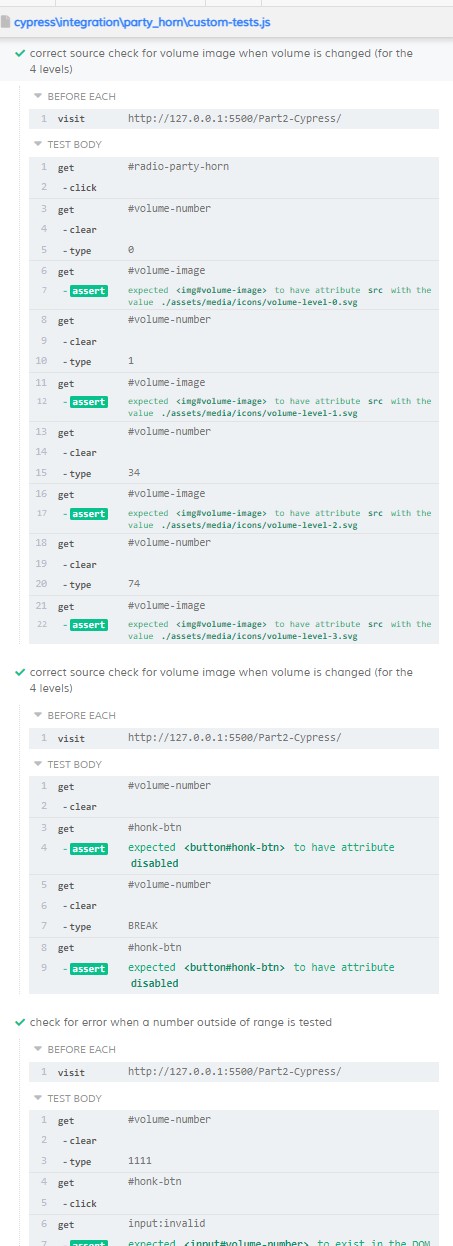 cypress\integration\party_horn\custom-tests.js
correct source check for volume image when volume is changed (for the
4 levels)
BEFORE EACH
1 visit http://127.0.0.1:5500/Part2-Cypress/
TEST BODY
1 get #radio-party-horn
2 -click
3 get #volume-number
4 -clear
5 -type 0
6 get #volume-image
7 -assert expected <img#volume-image> to have attribute src with the
value ./assets/media/icons/volume-level-0.svg
8 get #volume-number
9 -clear
10 -type 1
11 get #volume-image
12 -assert expected <img#volume-image> to have attribute src with the
value ./assets/media/icons/volume-level-1.svg
13 get #volume-number
14 -clear
15 -type 34
16 get #volume-image
17 -assert expected <img#volume-image> to have attribute src with the
value ./assets/media/icons/volume-level-2.svg
18 get #volume-number
19 -clear
20 -type 74
21 get #volume-image
22 -assert expected <img#volume-image> to have attribute src with the
value ./assets/media/icons/volume-level-3.svg
correct source check for volume image when volume is changed (for the
4 levels)
BEFORE EACH
1 visit http://127.0.0.1:5500/Part2-Cypress/
TEST BODY
1 get #volume-number
2 -clear
3 get #honk-btn
4 -assert expected <button#honk-btn> to have attribute
disabled
5 get #volume-number
6 -clear
7 -type BREAK
8 get #honk-btn
9 -assert expected <button#honk-btn> to have attribute
disabled
check for error when a number outside of range is tested
BEFORE EACH
1 visit http://127.0.0.1:5500/Part2-Cypress/
TEST BODY
1 get #volume-number
2 -clear
3 -type 1111
4 get #honk-btn
5 -click
6 get input:invalid
7 -assert expected <input#volume-number> to exist in the DOM